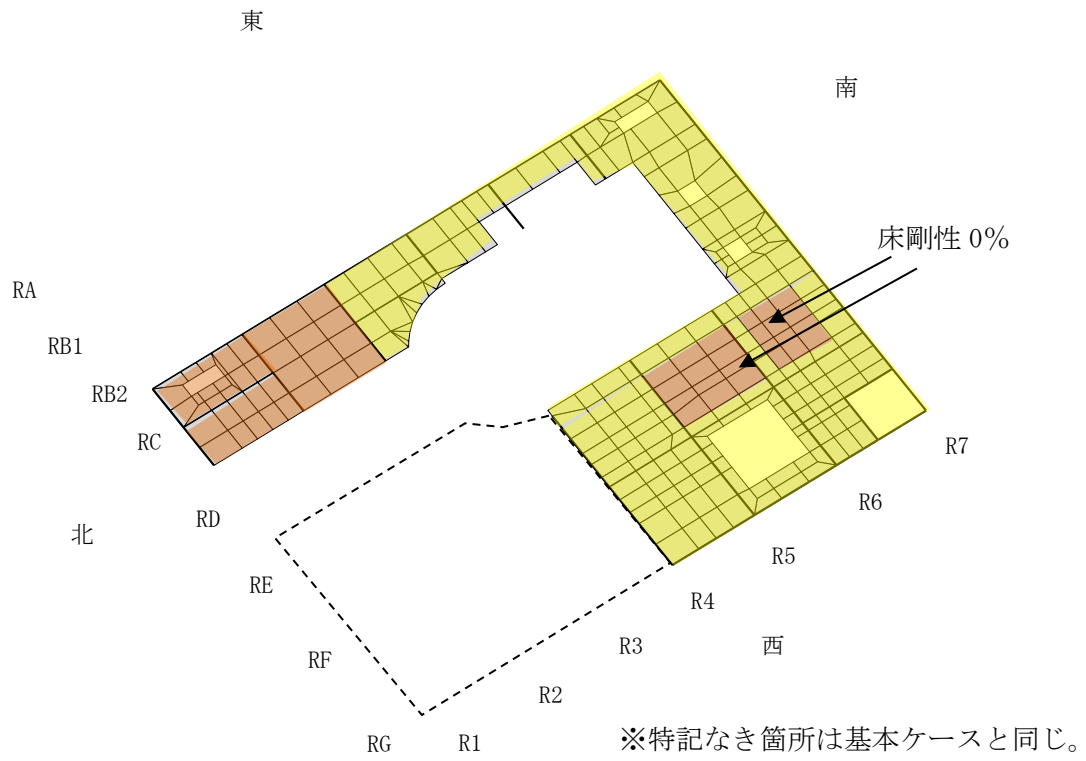 東
南
床剛性 0%
RA
RB1
RB2
RC
RD
北
RE
RF
RG
R1
R2
R3
R4
R5
R6
R7
西
※特記なき箇所は基本ケースと同じ。